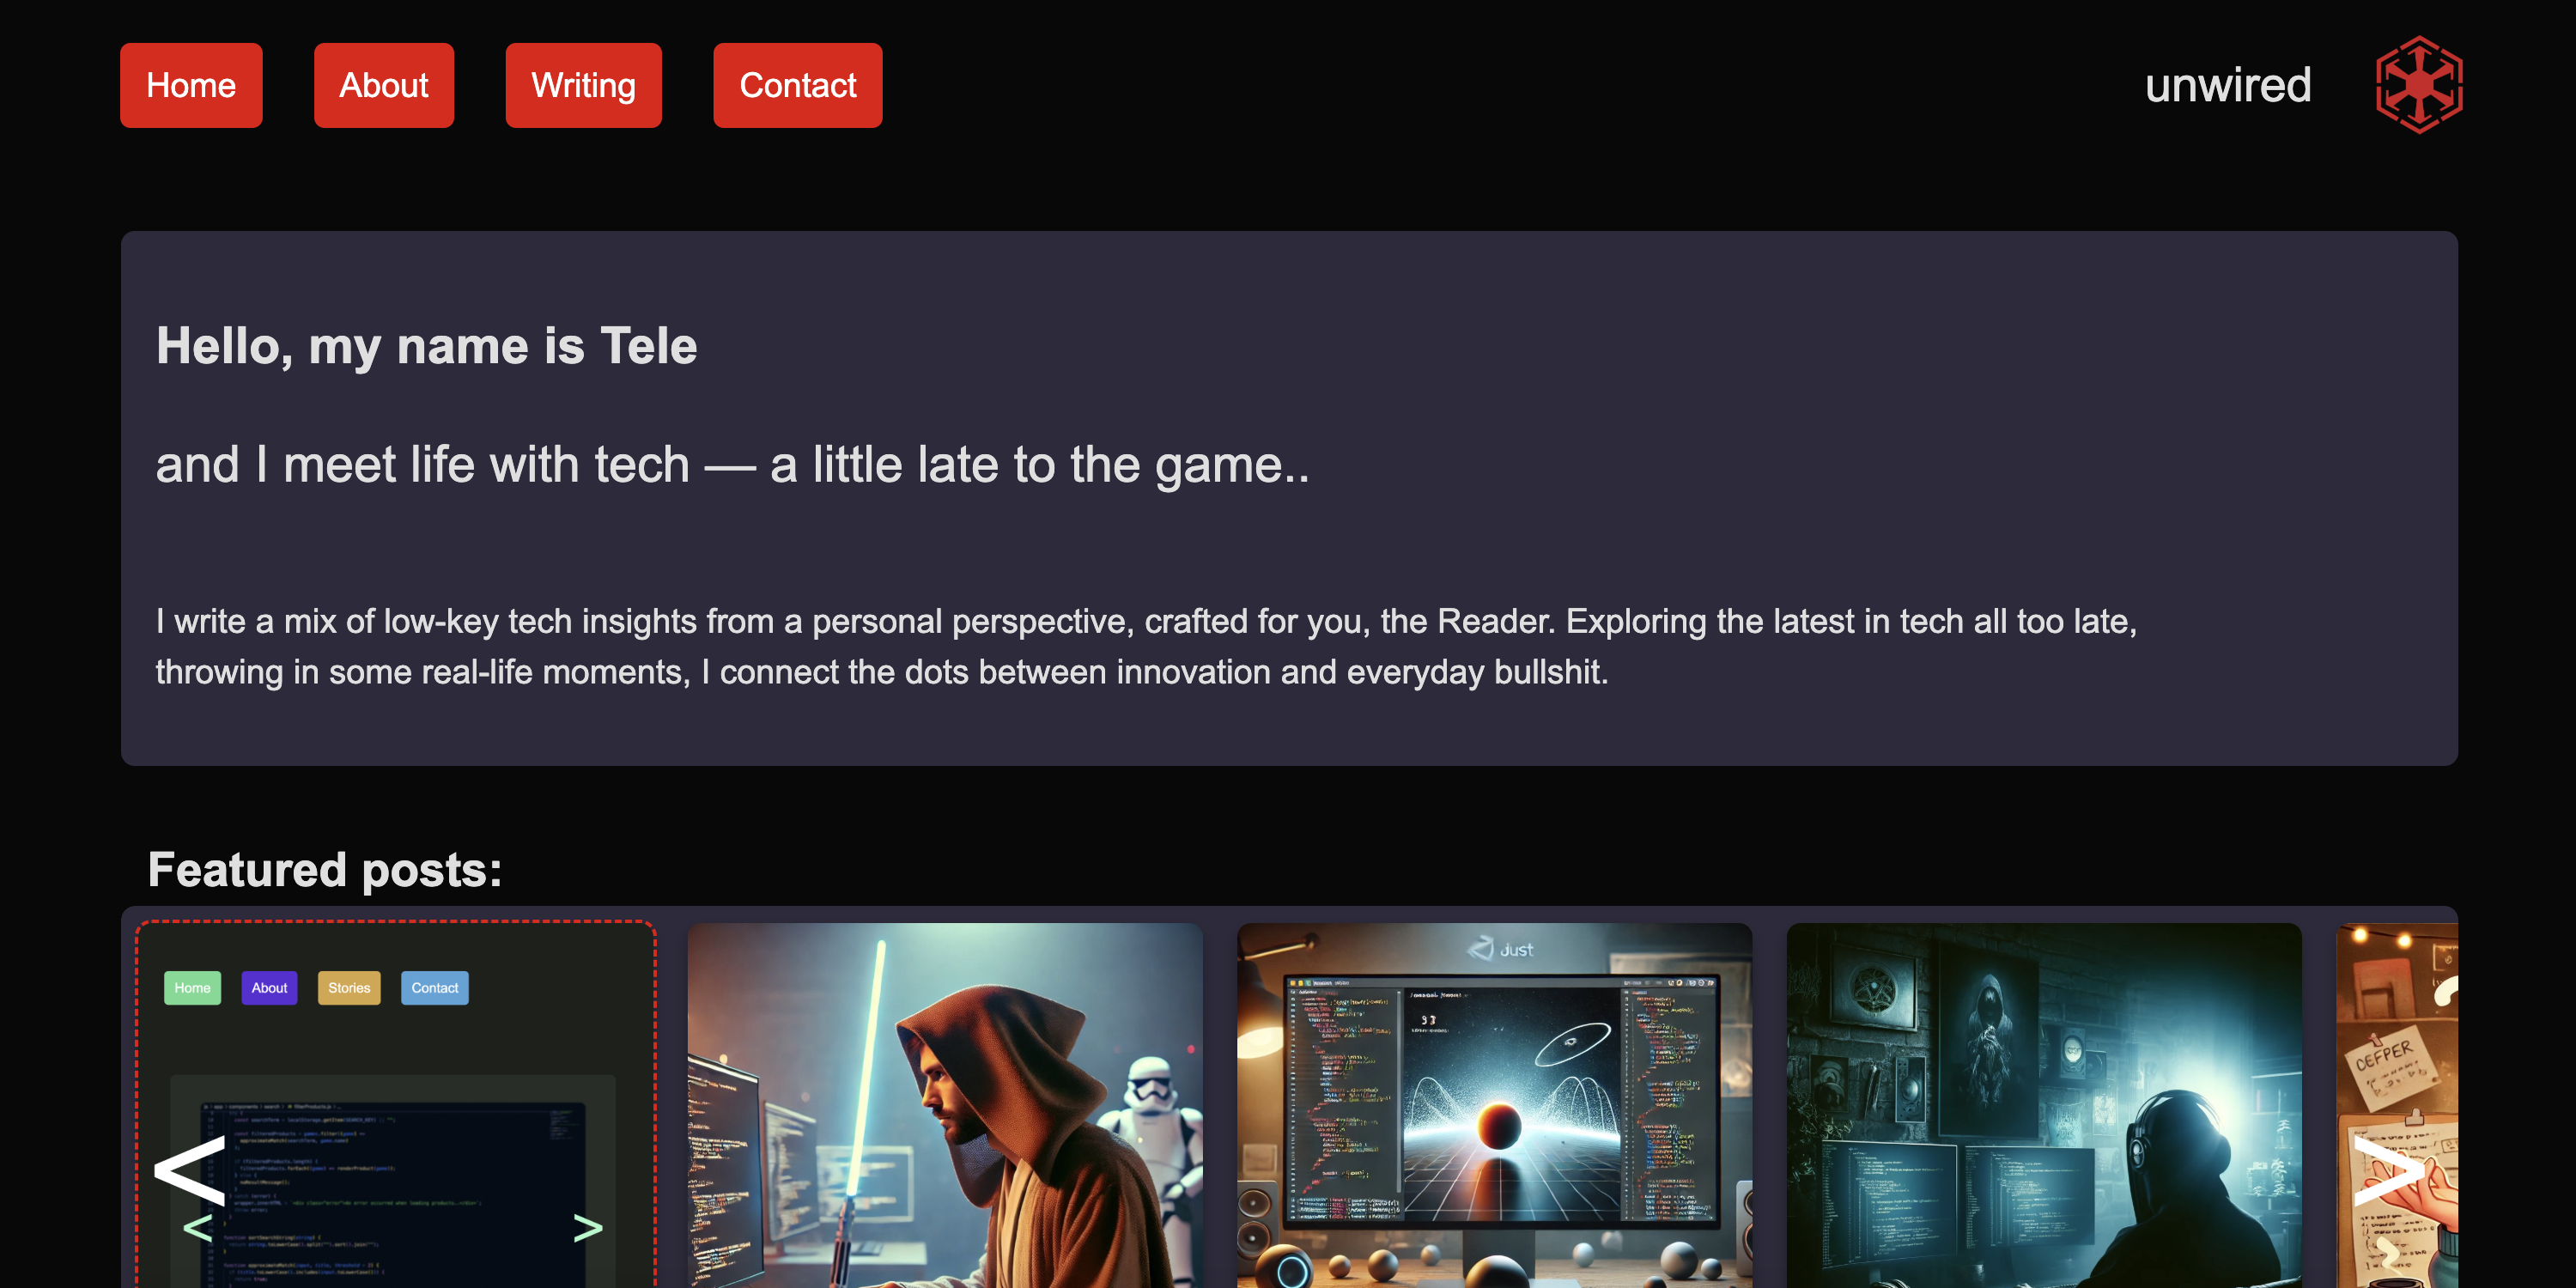 Home
About
Writing
Contact
unwired
Hello, my name is Tele
and I meet life with tech — a little late to the game..
I write a mix of low-key tech insights from a personal perspective, crafted for you, the Reader. Exploring the latest in tech all too late,
throwing in some real-life moments, I connect the dots between innovation and everyday bullshit.
Featured posts:
Home
About
Stories
Contact
<
>
<
>
Just
CEFPER